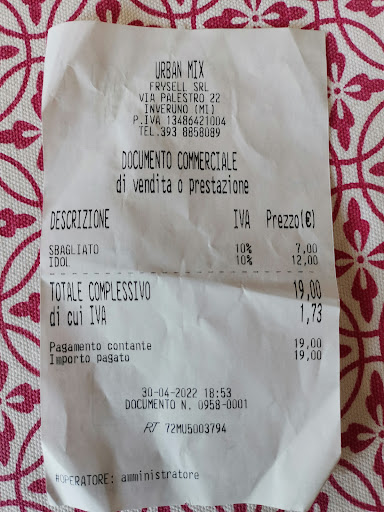 URBAN MIX
FRYSELL SRL
VIA PALESTRO 22
INVERUNO (MI)
P.IVA 13486421004
TEL.393 8858089
DOCUMENTO COMMERCIALE
di vendita o prestazione
DESCRIZIONE IVA Prezzo(€)
SBAGLIATO 10% 7,00
IDOL 10% 12,00
TOTALE COMPLESSIVO 19,00
di cui IVA 1,73
Pagamento contante 19,00
Importo pagato 19,00
30-04-2022 18:53
DOCUMENTO N. 0958-0001
RT 72MU5003794
#OPERATORE: amministratore